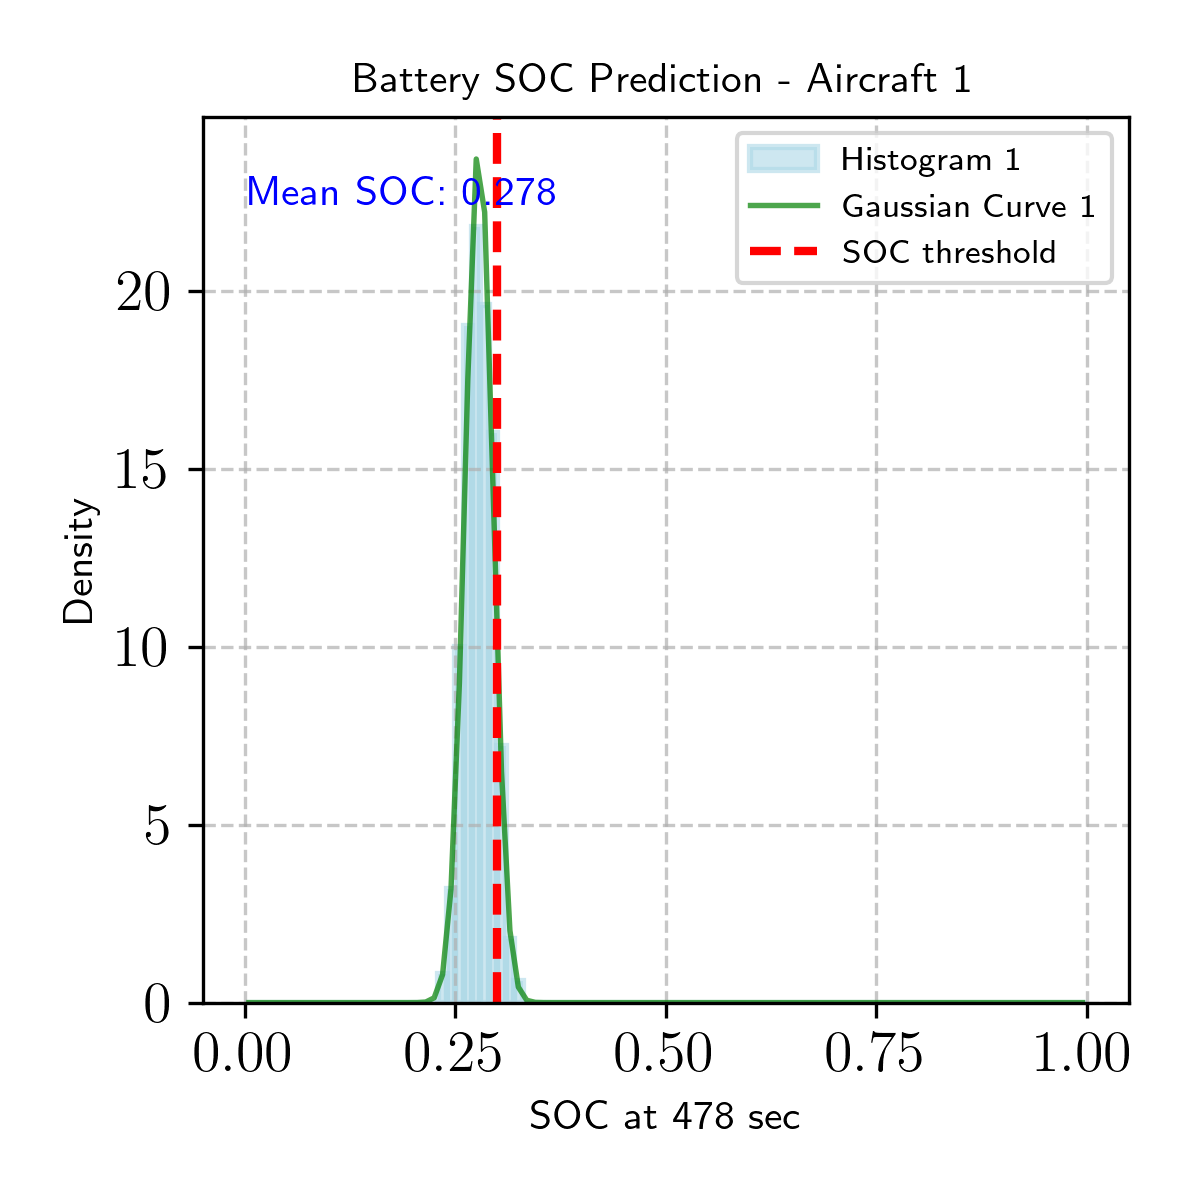 Battery SOC Prediction - Aircraft 1
Mean SOC: 0.278
Histogram 1
Gaussian Curve 1
SOC threshold
20
15
10
5
0
Density
0.00 0.25 0.50 0.75 1.00
SOC at 478 sec